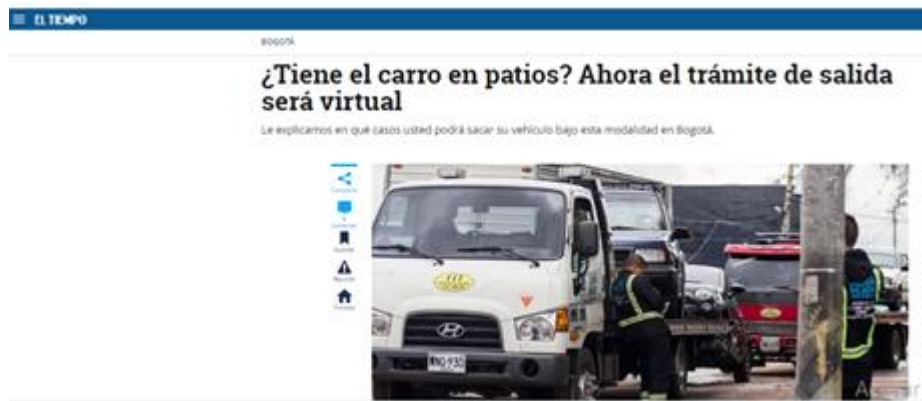 EL TIEMPO
BOGOTÁ
¿Tiene el carro en patios? Ahora el trámite de salida
será virtual
Le explicamos en qué casos usted podrá sacar su vehículo bajo esta modalidad en Bogotá.